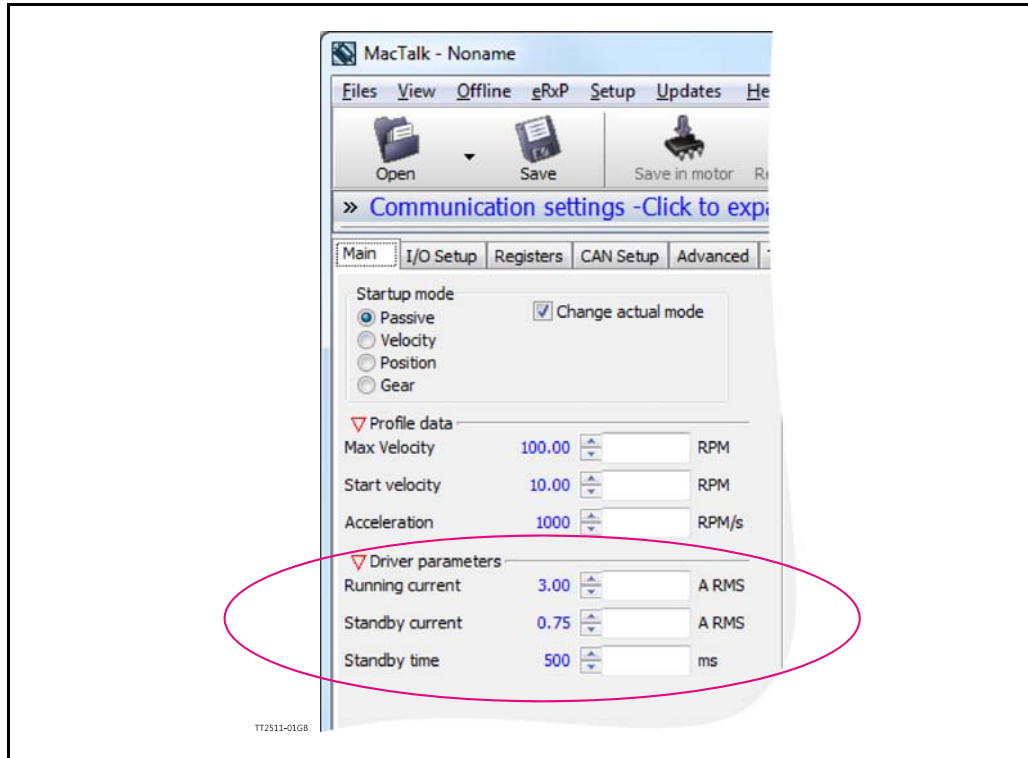 MacTalk - Noname
Files View Offline eRxP Setup Updates He
Open Save Save in motor Re
» Communication settings -Click to expa
Main I/O Setup Registers CAN Setup Advanced
Startup mode
Passive Change actual mode
Velocity
Position
Gear
Profile data
Max Velocity 100.00 RPM
Start velocity 10.00 RPM
Acceleration 1000 RPM/s
Driver parameters
Running current 3.00 A RMS
Standby current 0.75 A RMS
Standby time 500 ms
TT2511-01GB